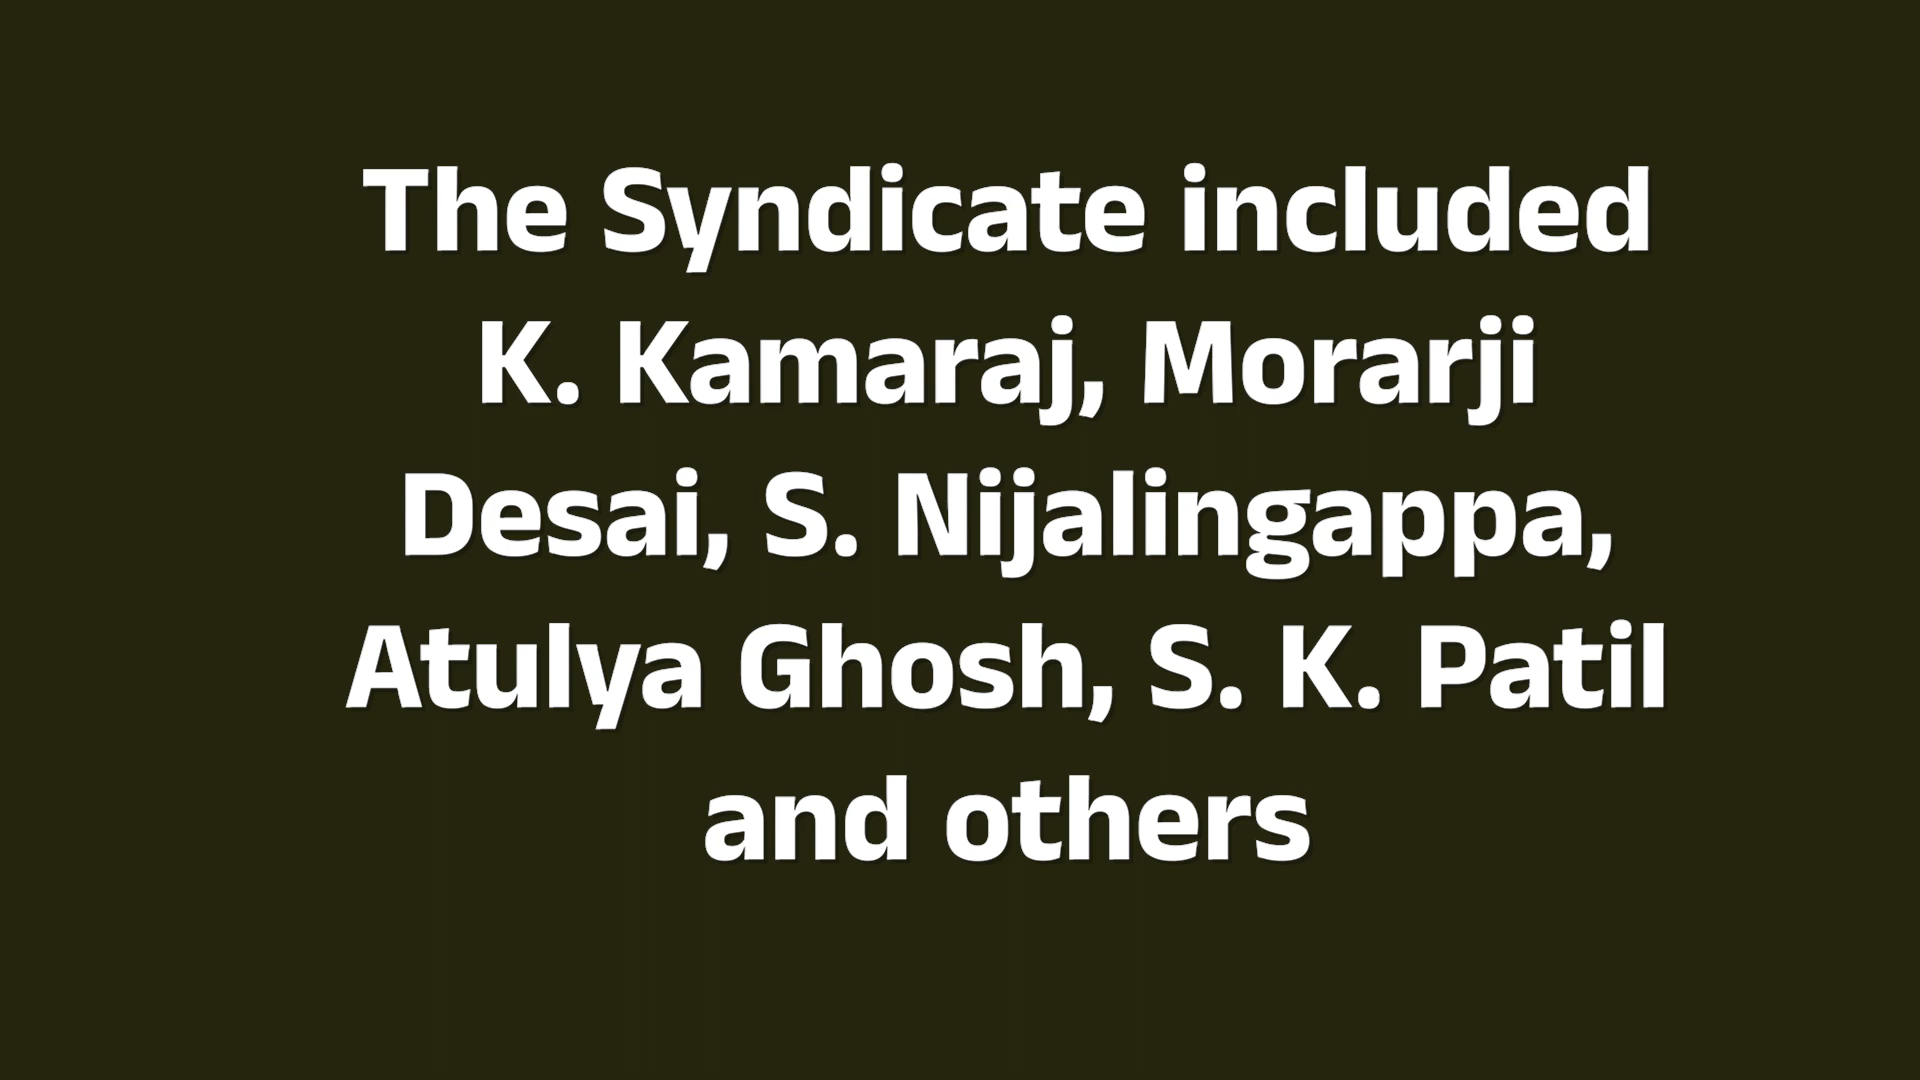 The Syndicate included
K. Kamaraj, Morarji
Desai, S. Nijalingappa,
Atulya Ghosh, S. K. Patil
and others